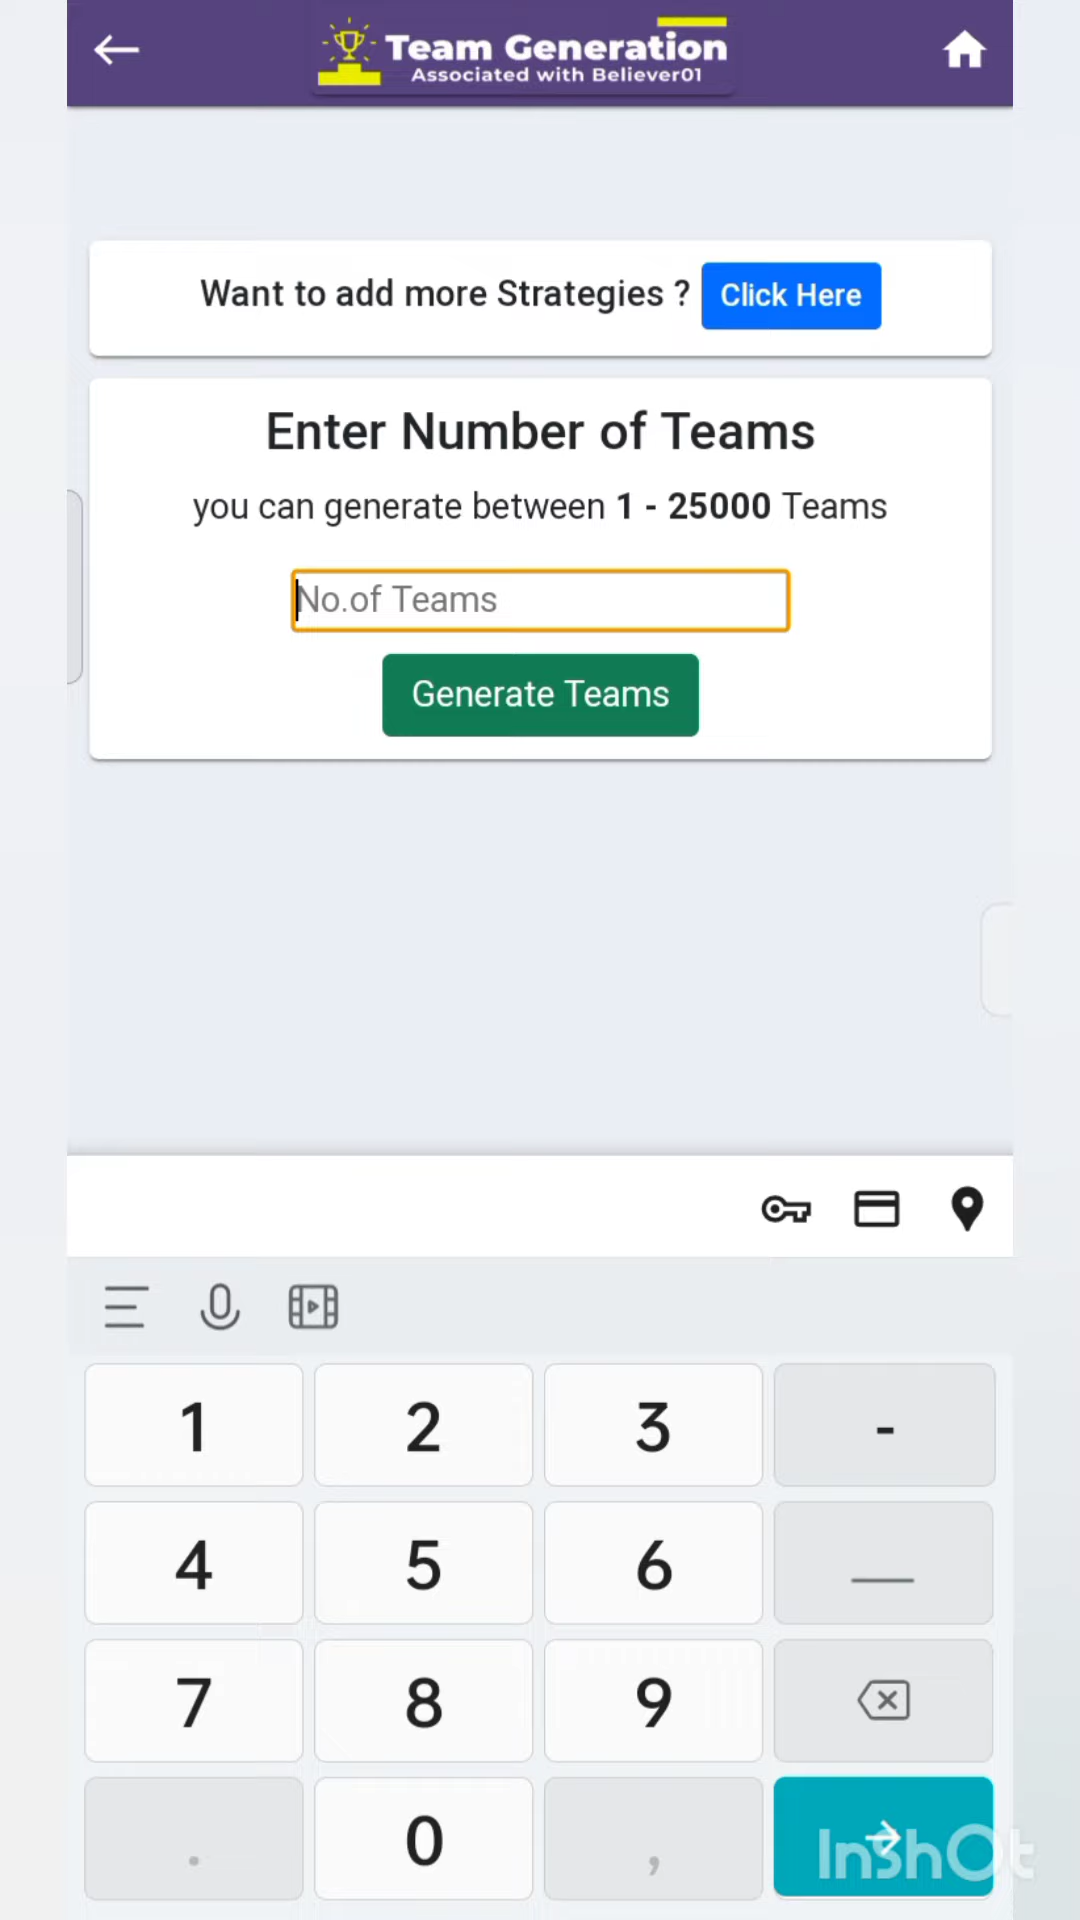 Team Generation
Associated with Believer01
Want to add more Strategies ? Click Here
Enter Number of Teams
you can generate between 1 - 25000 Teams
No.of Teams
Generate Teams
1 2 3 -
4 5 6
7 8 9
. 0 ,
InShOt